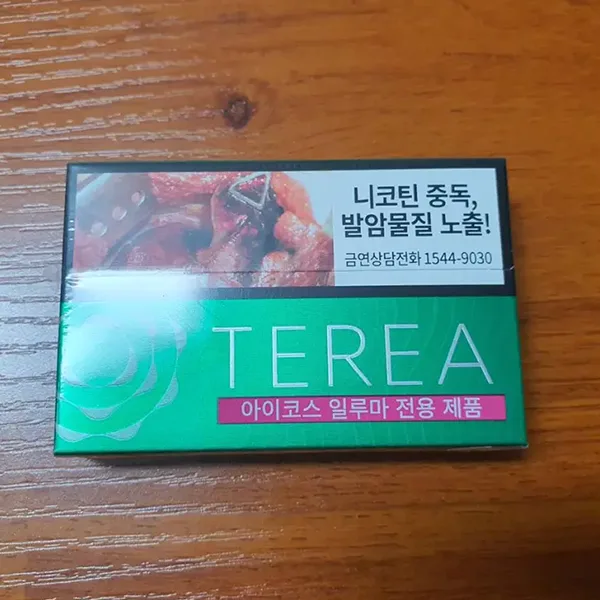 니코틴 중독,
발암물질 노출!
금연상담전화 1544-9030
TEREA
아이코스 일루마 전용 제품